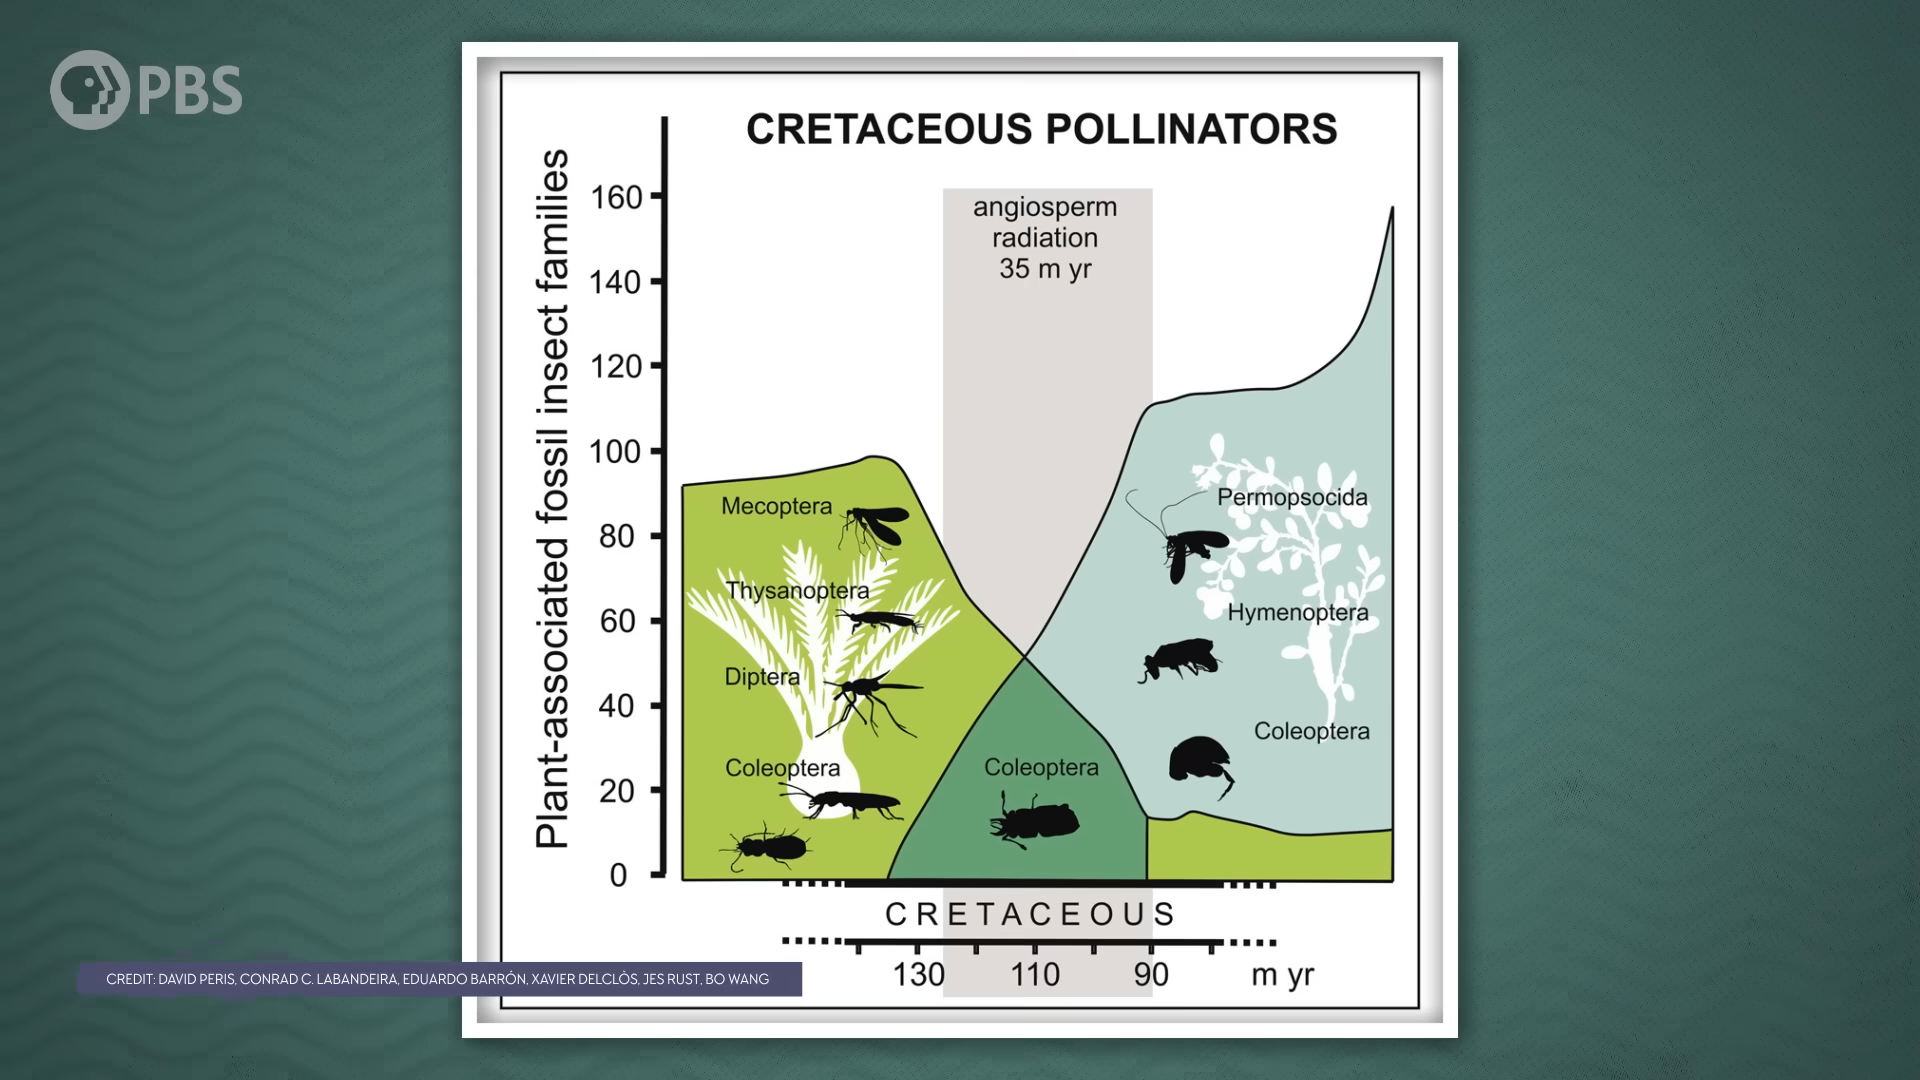 PBS
CRETACEOUS POLLINATORS
Plant-associated fossil insect families
160
140
120
100
80
60
40
20
0
angiosperm
radiation
35 m yr
Mecoptera
Thysanoptera
Diptera
Coleoptera
Coleoptera
Permopsocida
Hymenoptera
Coleoptera
CRETACEOUS
130 110 90 m yr
CREDIT: DAVID PERIS, CONRAD C. LABANDEIRA, EDUARDO BARRÓN, XAVIER DELCLÒS, JES RUST, BO WANG